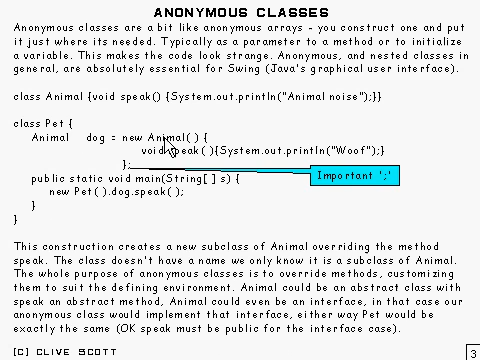 ANONYMOUS CLASSES
Anonymous classes are a bit like anonymous arrays - you construct one and put
it just where its needed. Typically as a parameter to a method or to initialize
a variable. This makes the code look strange. Anonymous, and nested classes in
general, are absolutely essential for Swing (Java's graphical user interface).
class Animal {void speak() {System.out.println("Animal noise");}}
class Pet {
Animal dog = new Animal( ) {
void speak ( ){System.out.println("Woof");}
};
Important ';'
public static void main(String[ ] s) {
new Pet( ).dog.speak( );
}
}
This construction creates a new subclass of Animal overriding the method
speak. The class doesn't have a name we only know it is a subclass of Animal.
The whole purpose of anonymous classes is to override methods, customizing
them to suit the defining environment. Animal could be an abstract class with
speak an abstract method, Animal could even be an interface, in that case our
anonymous class would implement that interface, either way Pet would be
exactly the same (OK speak must be public for the interface case).
(C) CLIVE SCOTT
3